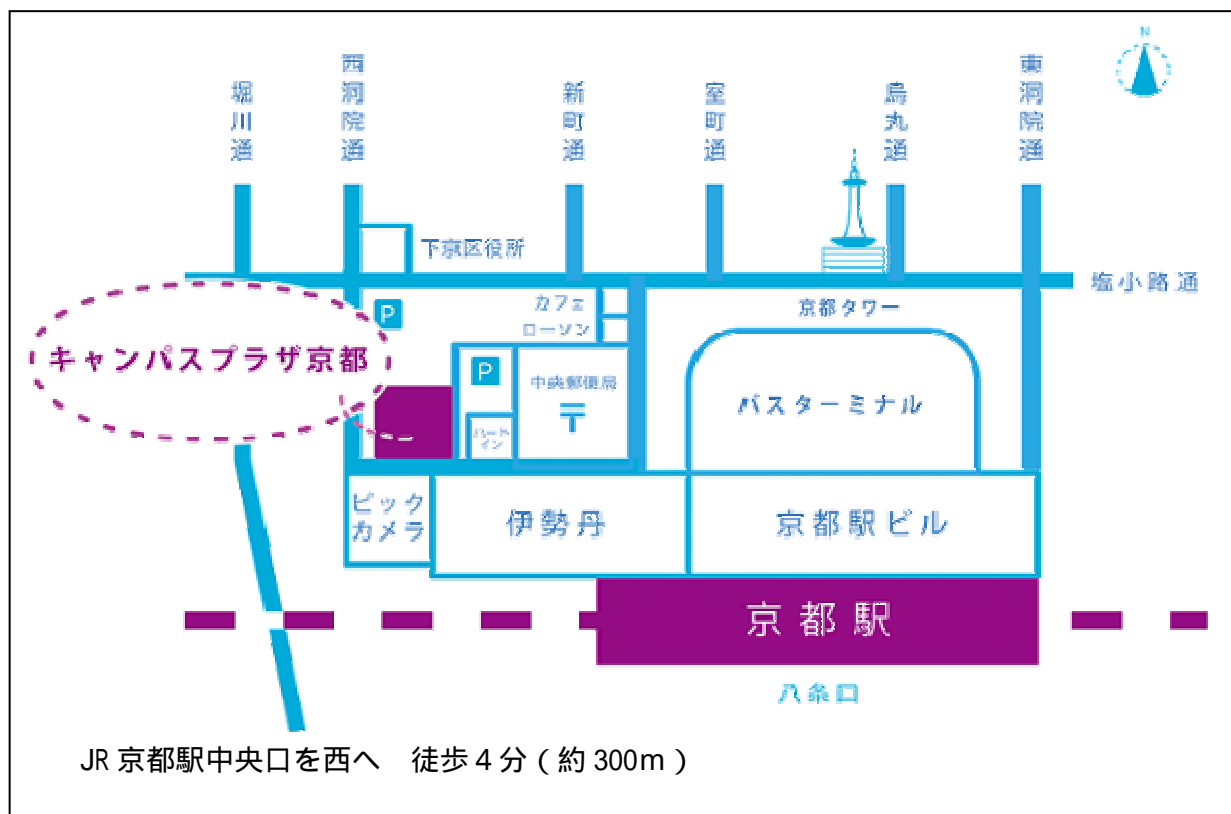 N
堀川通
西洞院通
新町通
室町通
烏丸通
東洞院通
下京区役所
塩小路通
P
カフェ
ローソン
京都タワー
キャンパスプラザ京都
P
中央郵便局
〒
バスターミナル
ハート
イン
ビック
カメラ
伊勢丹
京都駅ビル
京都駅
八条口
JR 京都駅中央口を西へ　徒歩４分（約 300ｍ）